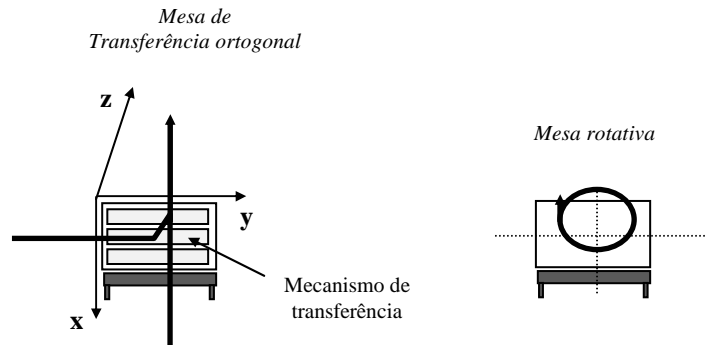 Mesa de
Transferência ortogonal
z
Mesa rotativa
y
Mecanismo de
transferência
x